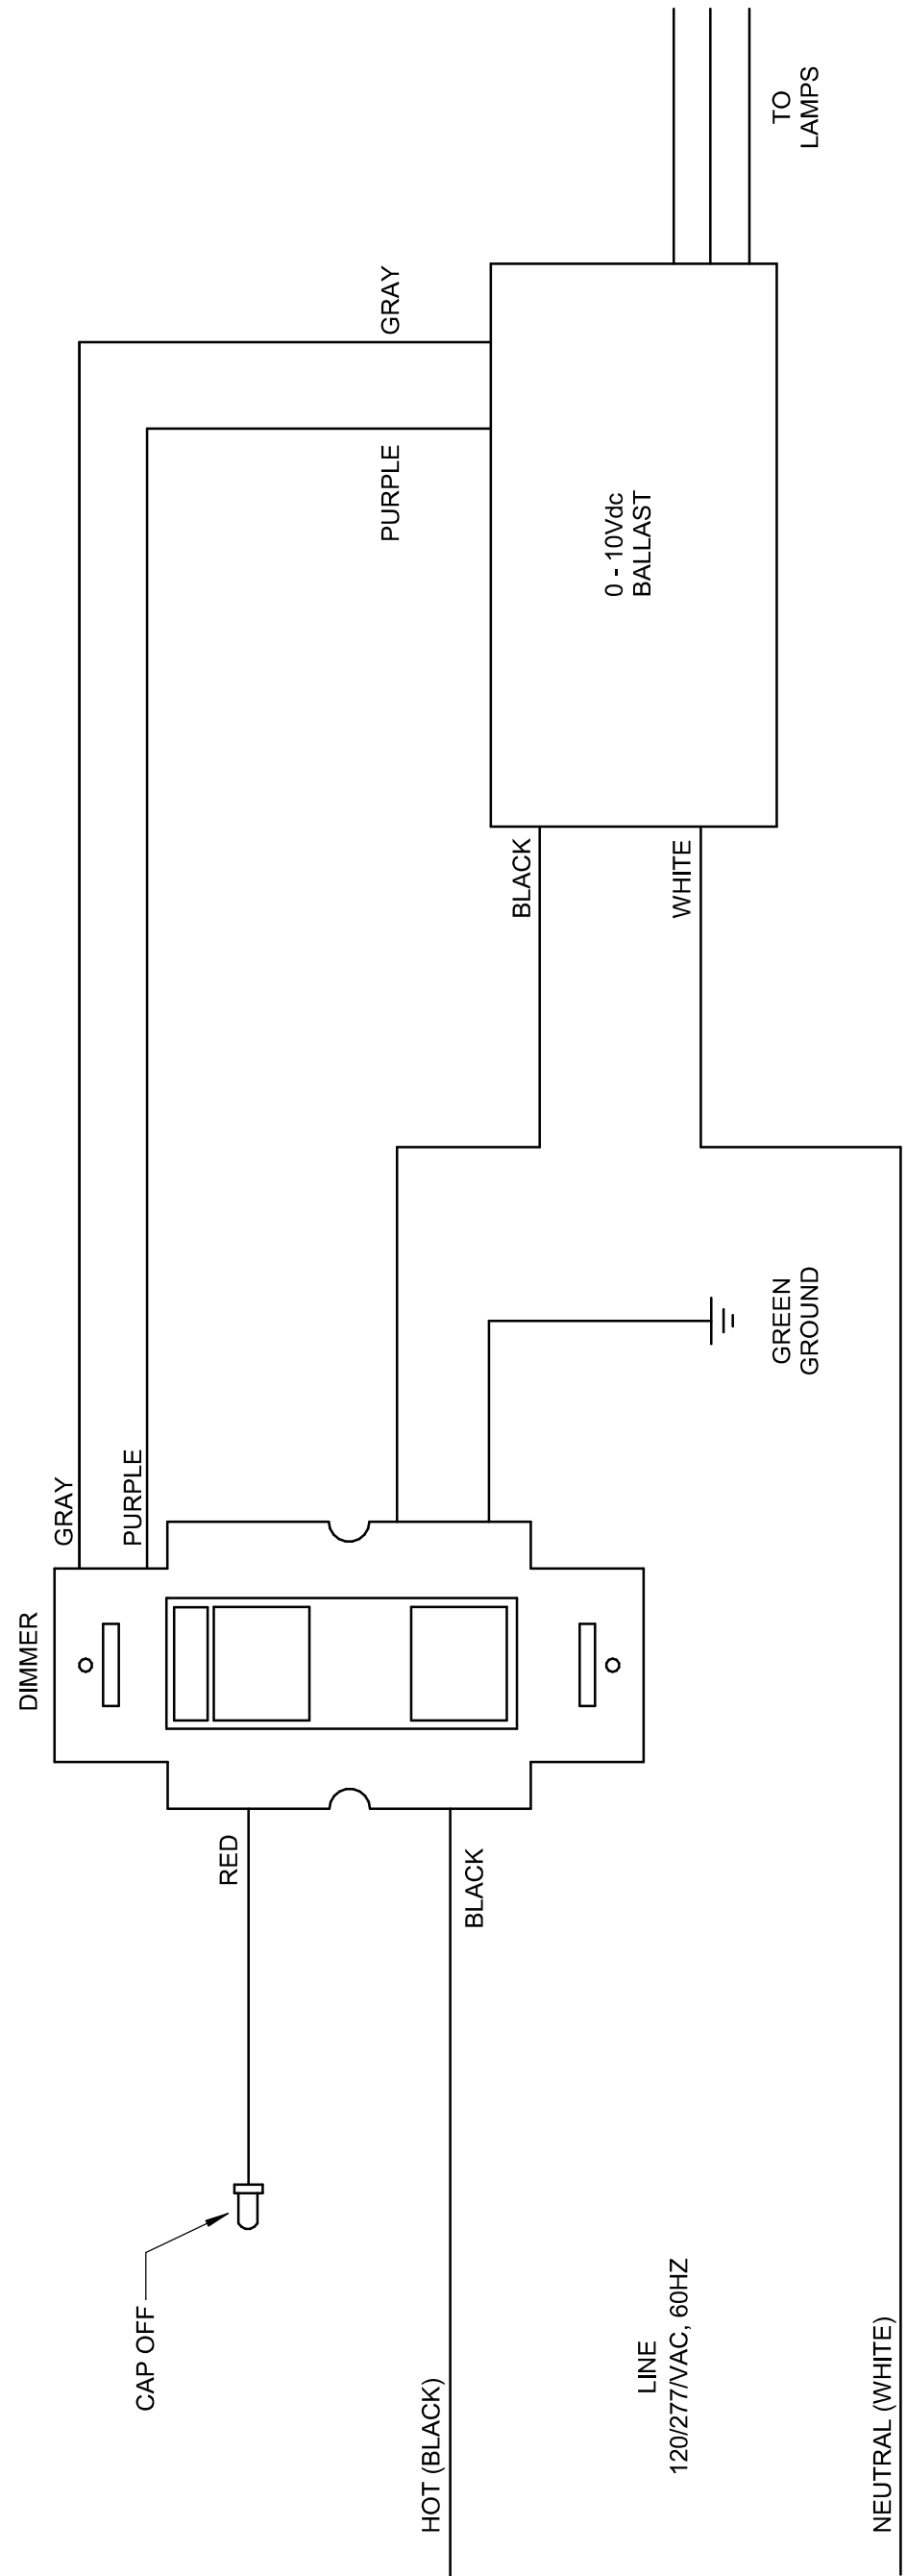 DIMMER
GRAY
PURPLE
GRAY
PURPLE
CAP OFF
RED
HOT (BLACK)
BLACK
BLACK
WHITE
0 - 10Vdc
BALLAST
TO
LAMPS
GREEN
GROUND
LINE
120/277/VAC, 60HZ
NEUTRAL (WHITE)